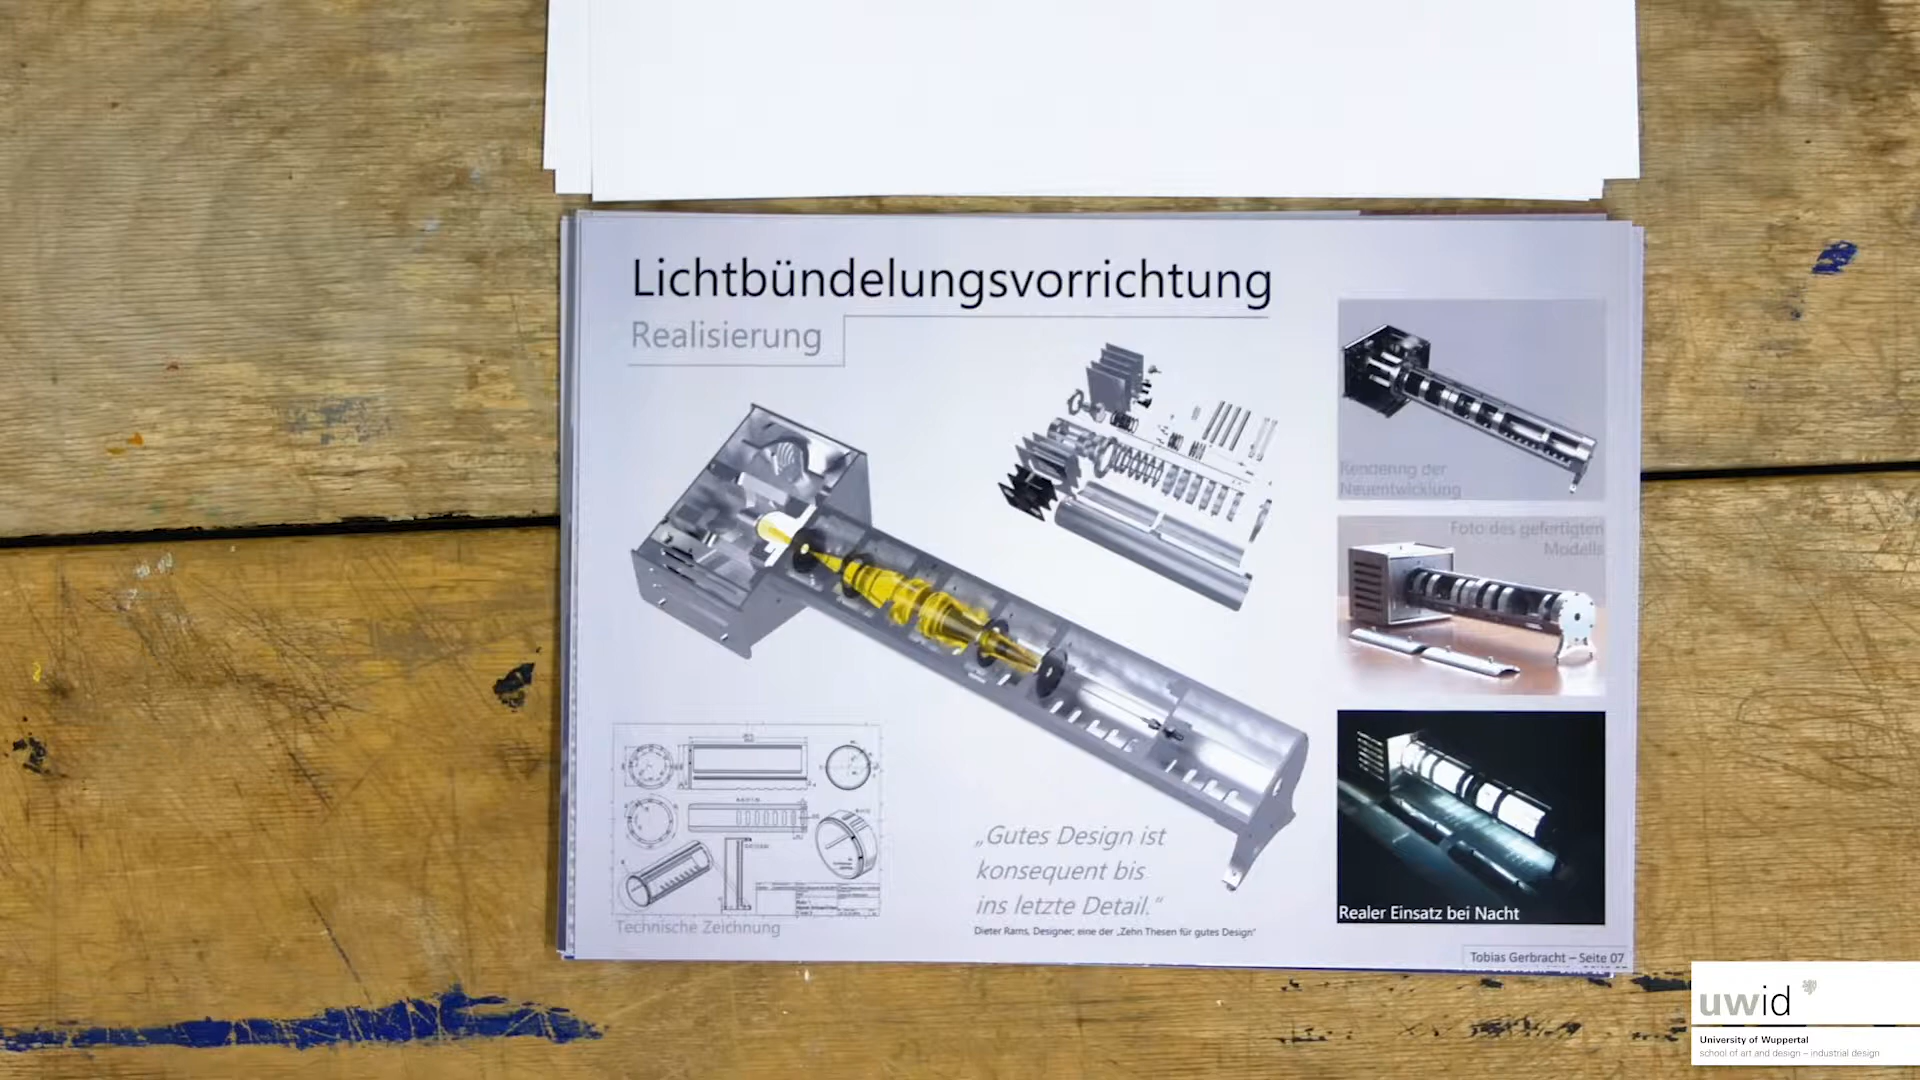 Lichtbündelungsvorrichtung
Realisierung
Rendering der
Neuentwicklung
Foto des gefertigten
Modells
Realer Einsatz bei Nacht
Technische Zeichnung
„Gutes Design ist
konsequent bis
ins letzte Detail.“
Dieter Rams, Designer; eine der „Zehn Thesen für gutes Design“
Tobias Gerbracht – Seite 07
uwid
University of Wuppertal
school of art and design – industrial design